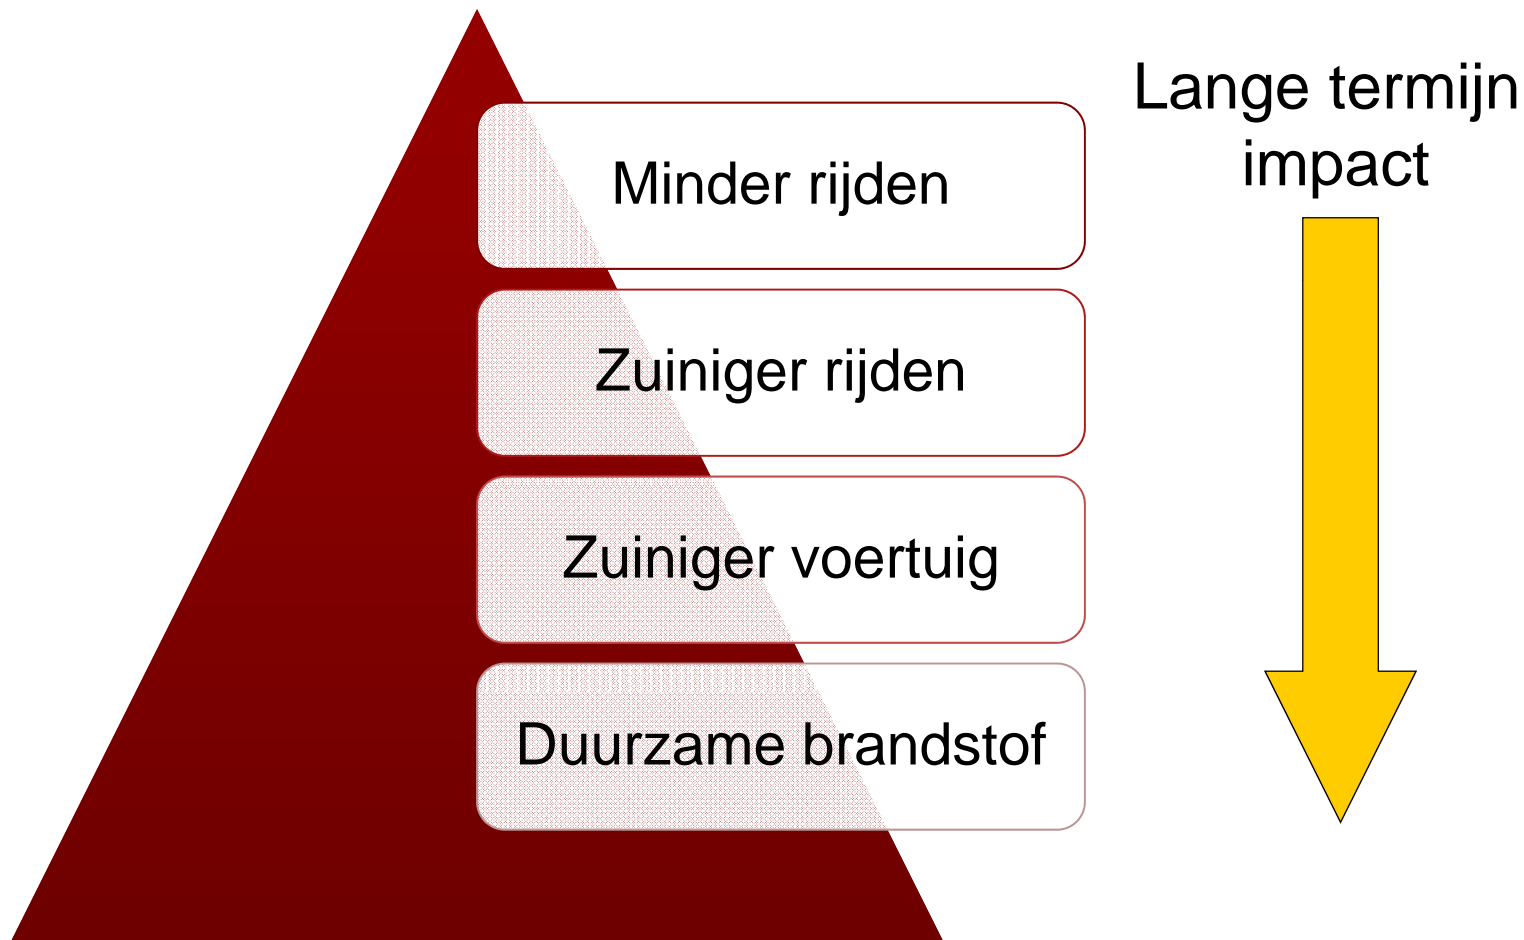 Lange termijn
impact
Minder rijden
Zuiniger rijden
Zuiniger voertuig
Duurzame brandstof